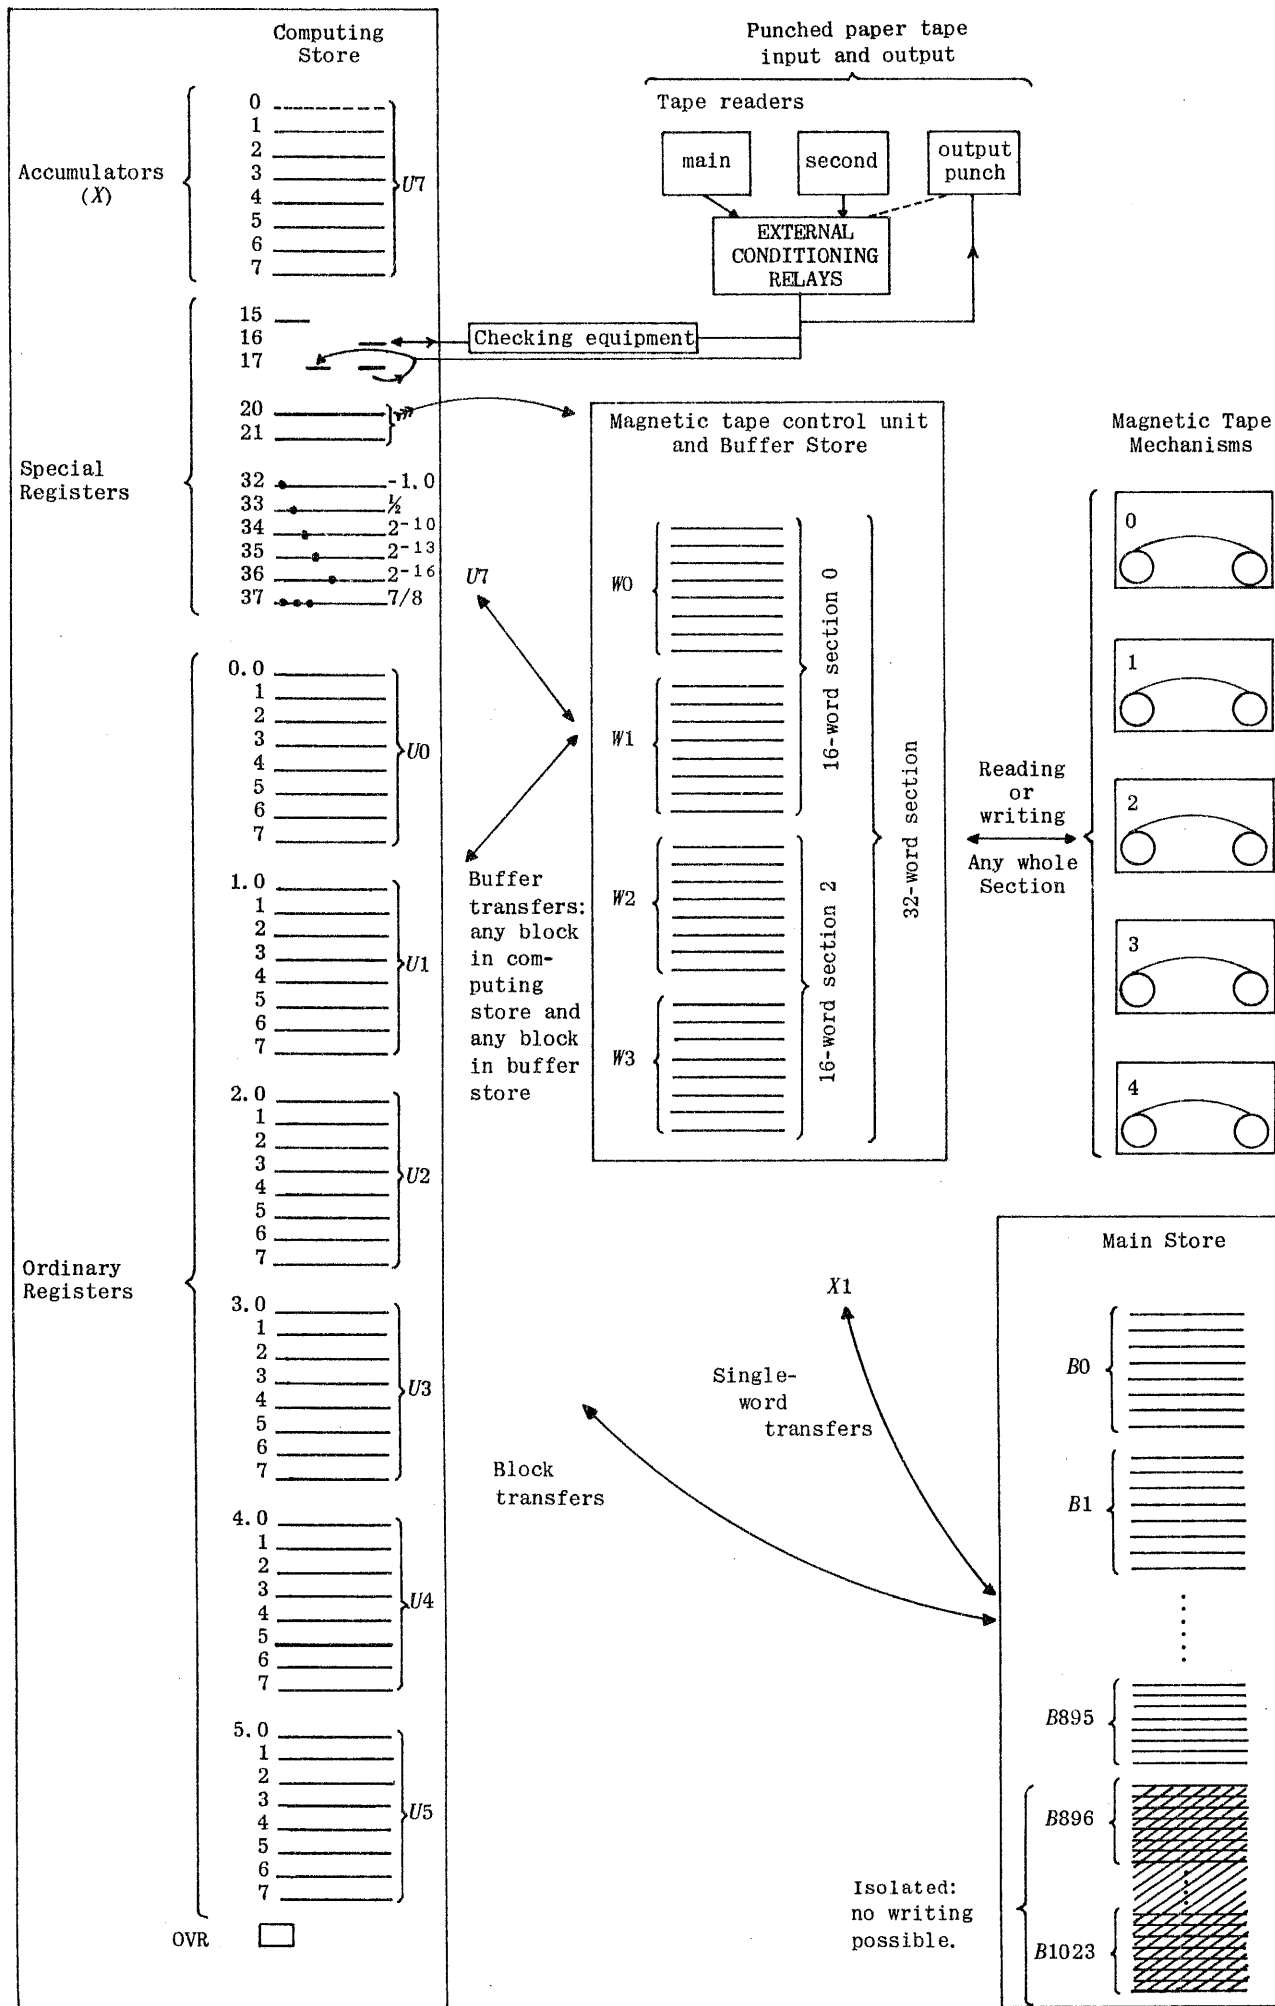 Computing
Store
Accumulators
(X)
0
1
2
3
4
5
6
7
U7
Special
Registers
15
16
17
20
21
32 -1.0
33 ½
34 2-10
35 2-13
36 2-16
37 7/8
Ordinary
Registers
0.0
1
2
3
4
5
6
7
U0
1.0
1
2
3
4
5
6
7
U1
2.0
1
2
3
4
5
6
7
U2
3.0
1
2
3
4
5
6
7
U3
4.0
1
2
3
4
5
6
7
U4
5.0
1
2
3
4
5
6
7
U5
OVR
Punched paper tape
input and output
Tape readers
main
second
output
punch
EXTERNAL
CONDITIONING
RELAYS
Checking equipment
U7
Buffer
transfers:
any block
in com-
puting
store and
any block
in buffer
store
Magnetic tape control unit
and Buffer Store
W0
W1
W2
W3
16-word section 0
16-word section 2
32-word section
Reading
or
writing
Any whole
Section
Magnetic Tape
Mechanisms
0
1
2
3
4
X1
Single-
word
transfers
Block
transfers
Main Store
B0
B1
B895
B896
B1023
Isolated:
no writing
possible.